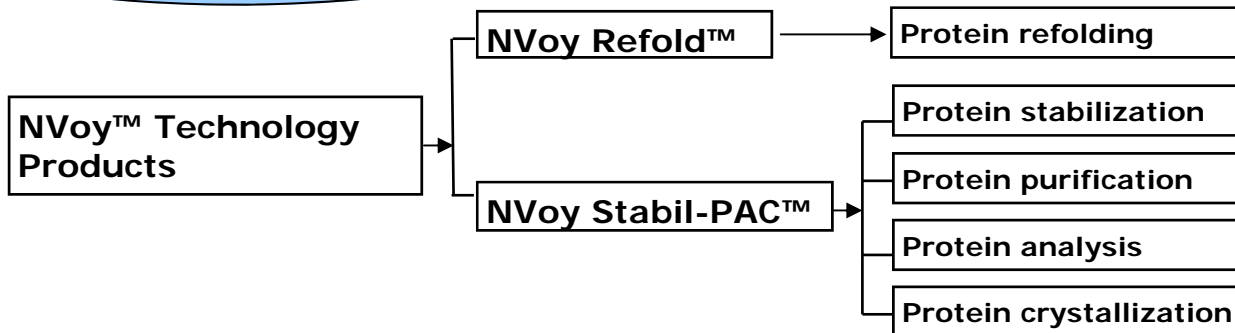 NVoy Refold™
Protein refolding
NVoy™ Technology
Products
Protein stabilization
Protein purification
NVoy Stabil-PAC™
Protein analysis
Protein crystallization